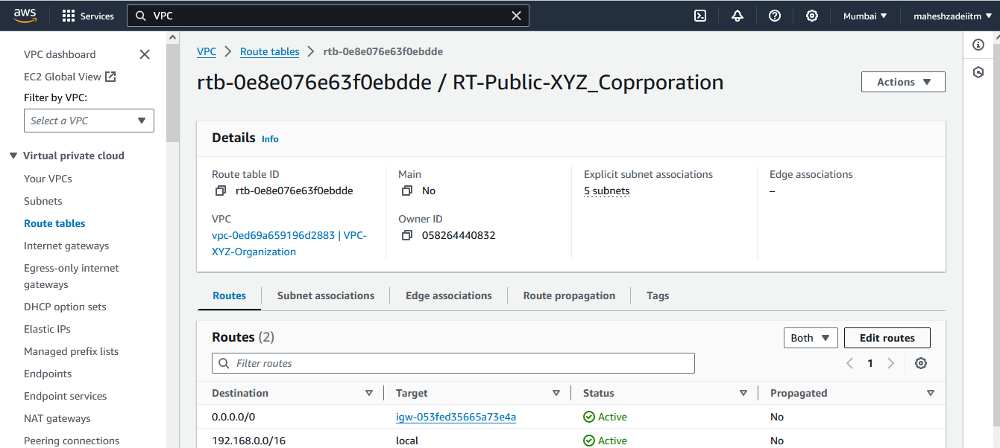 aws Services VPC Mumbai maheshzadeiitm
VPC dashboard
EC2 Global View
Filter by VPC:
Select a VPC
Virtual private cloud
Your VPCs
Subnets
Route tables
Internet gateways
Egress-only internet
gateways
DHCP option sets
Elastic IPs
Managed prefix lists
Endpoints
Endpoint services
NAT gateways
Peering connections
VPC Route tables rtb-0e8e076e63f0ebdde
rtb-0e8e076e63f0ebdde / RT-Public-XYZ_Coprporation
Actions
Details Info
Route table ID
rtb-0e8e076e63f0ebdde
VPC
vpc-0ed69a659196d2883 | VPC-
XYZ-Organization
Main
No
Owner ID
058264440832
Explicit subnet associations
5 subnets
Edge associations
–
Routes Subnet associations Edge associations Route propagation Tags
Routes (2)
Both Edit routes
Filter routes
1
Destination Target Status Propagated
0.0.0.0/0 igw-053fed35665a73e4a Active No
192.168.0.0/16 local Active No